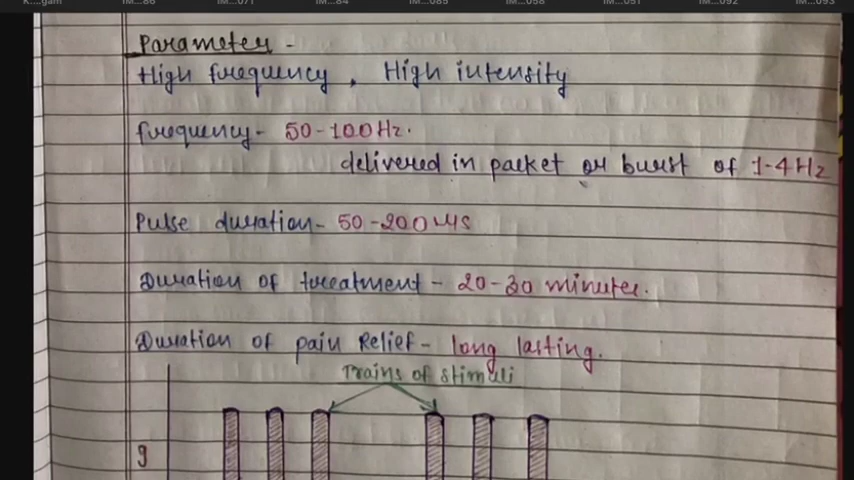 Parameter -
High frequency, High intensity
frequency- 50-100Hz.
delivered in packet or burst of 1-4Hz
Pulse duration- 50-200 μs
Duration of treatment - 20-30 minutes.
Duration of pain Relief- long lasting.
Trains of stimuli